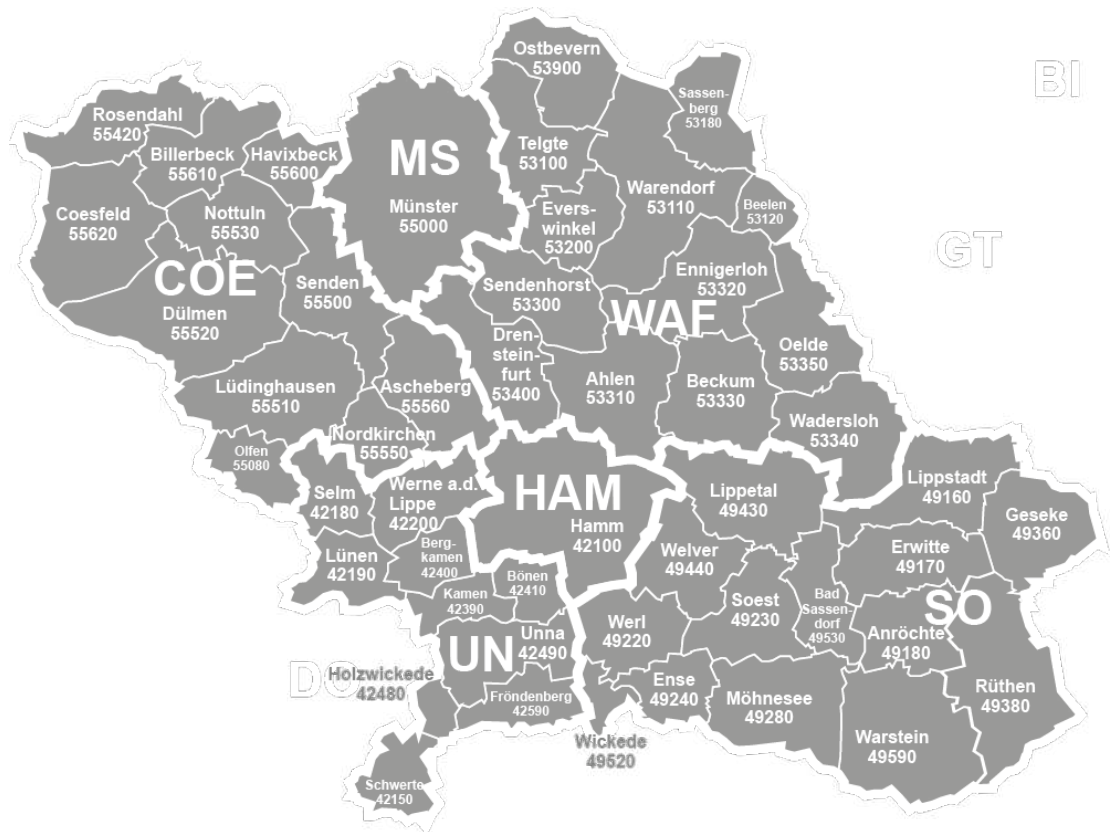 Ostbevern
53900
BI
Sassen-
berg
53180
Rosendahl
55420
Billerbeck
55610
Havixbeck
55600
MS
Münster
55000
Telgte
53100
Warendorf
53110
Beelen
53120
Coesfeld
55620
Nottuln
55530
Evers-
winkel
53200
GT
COE
Dülmen
55520
Senden
55500
Sendenhorst
53300
Ennigerloh
53320
WAF
Dren-
stein-
furt
53400
Oelde
53350
Lüdinghausen
55510
Ascheberg
55560
Ahlen
53310
Beckum
53330
Wadersloh
53340
Nordkirchen
55550
Olfen
55080
Selm
42180
Werne a.d.
Lippe
42200
HAM
Hamm
42100
Lippetal
49430
Lippstadt
49160
Geseke
49360
Lünen
42190
Berg-
kamen
42400
Welver
49440
Erwitte
49170
Bönen
42410
Kamen
42390
Soest
49230
Bad
Sassen-
dorf
49530
SO
Anröchte
49180
UN
Unna
42490
Werl
49220
DO
Holzwickede
42480
Fröndenberg
42590
Ense
49240
Möhnesee
49280
Rüthen
49380
Wickede
49520
Warstein
49590
Schwerte
42150